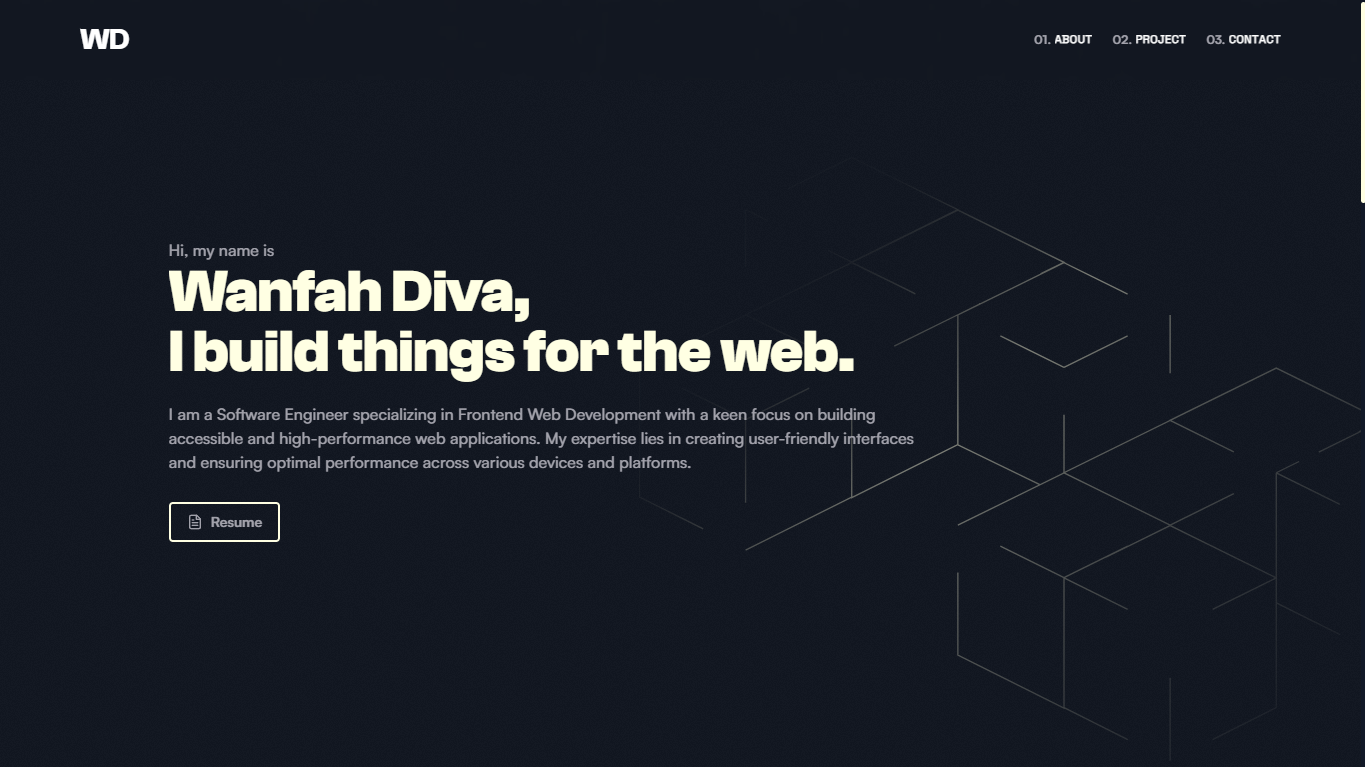 WD
01. ABOUT 02. PROJECT 03. CONTACT
Hi, my name is
Wanfah Diva,
I build things for the web.
I am a Software Engineer specializing in Frontend Web Development with a keen focus on building
accessible and high-performance web applications. My expertise lies in creating user-friendly interfaces
and ensuring optimal performance across various devices and platforms.
Resume